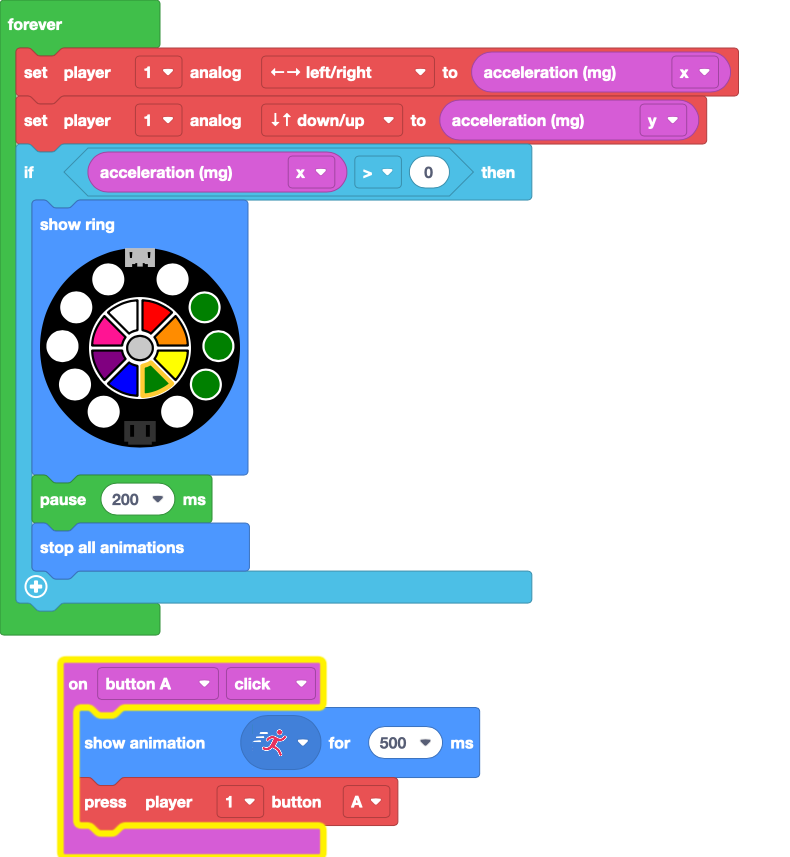 forever
set player 1 analog ←→ left/right to acceleration (mg) x
set player 1 analog ↓↑ down/up to acceleration (mg) y
if acceleration (mg) x > 0 then
show ring
pause 200 ms
stop all animations
on button A click
show animation for 500 ms
press player 1 button A